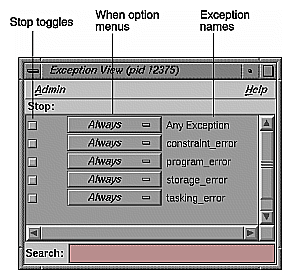 Stop toggles
When option
menus
Exception
names
Exception View (pid 12375)
Admin Help
Stop:
Always Any Exception
Always constraint_error
Always program_error
Always storage_error
Always tasking_error
Search: